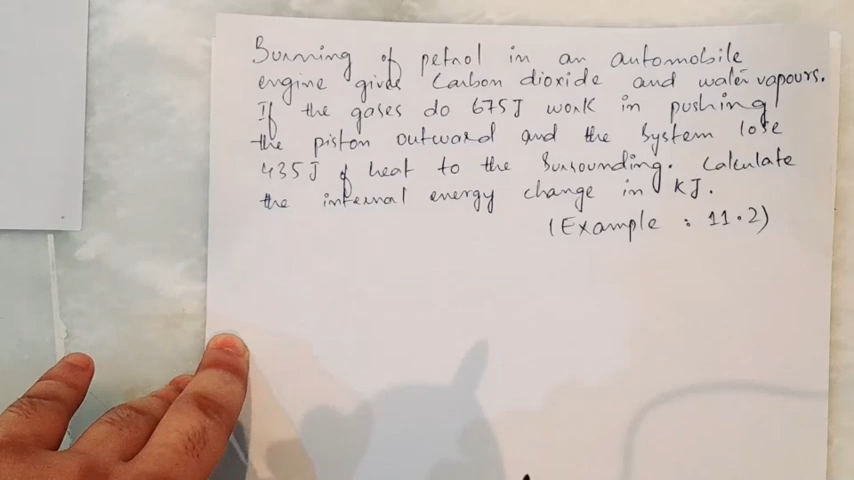 Burning of petrol in an automobile
engine give Carbon dioxide and water vapours.
If the gases do 675J work in pushing
the piston outward and the system lose
435J of heat to the surrounding. Calculate
the internal energy change in KJ.
(Example : 11.2)